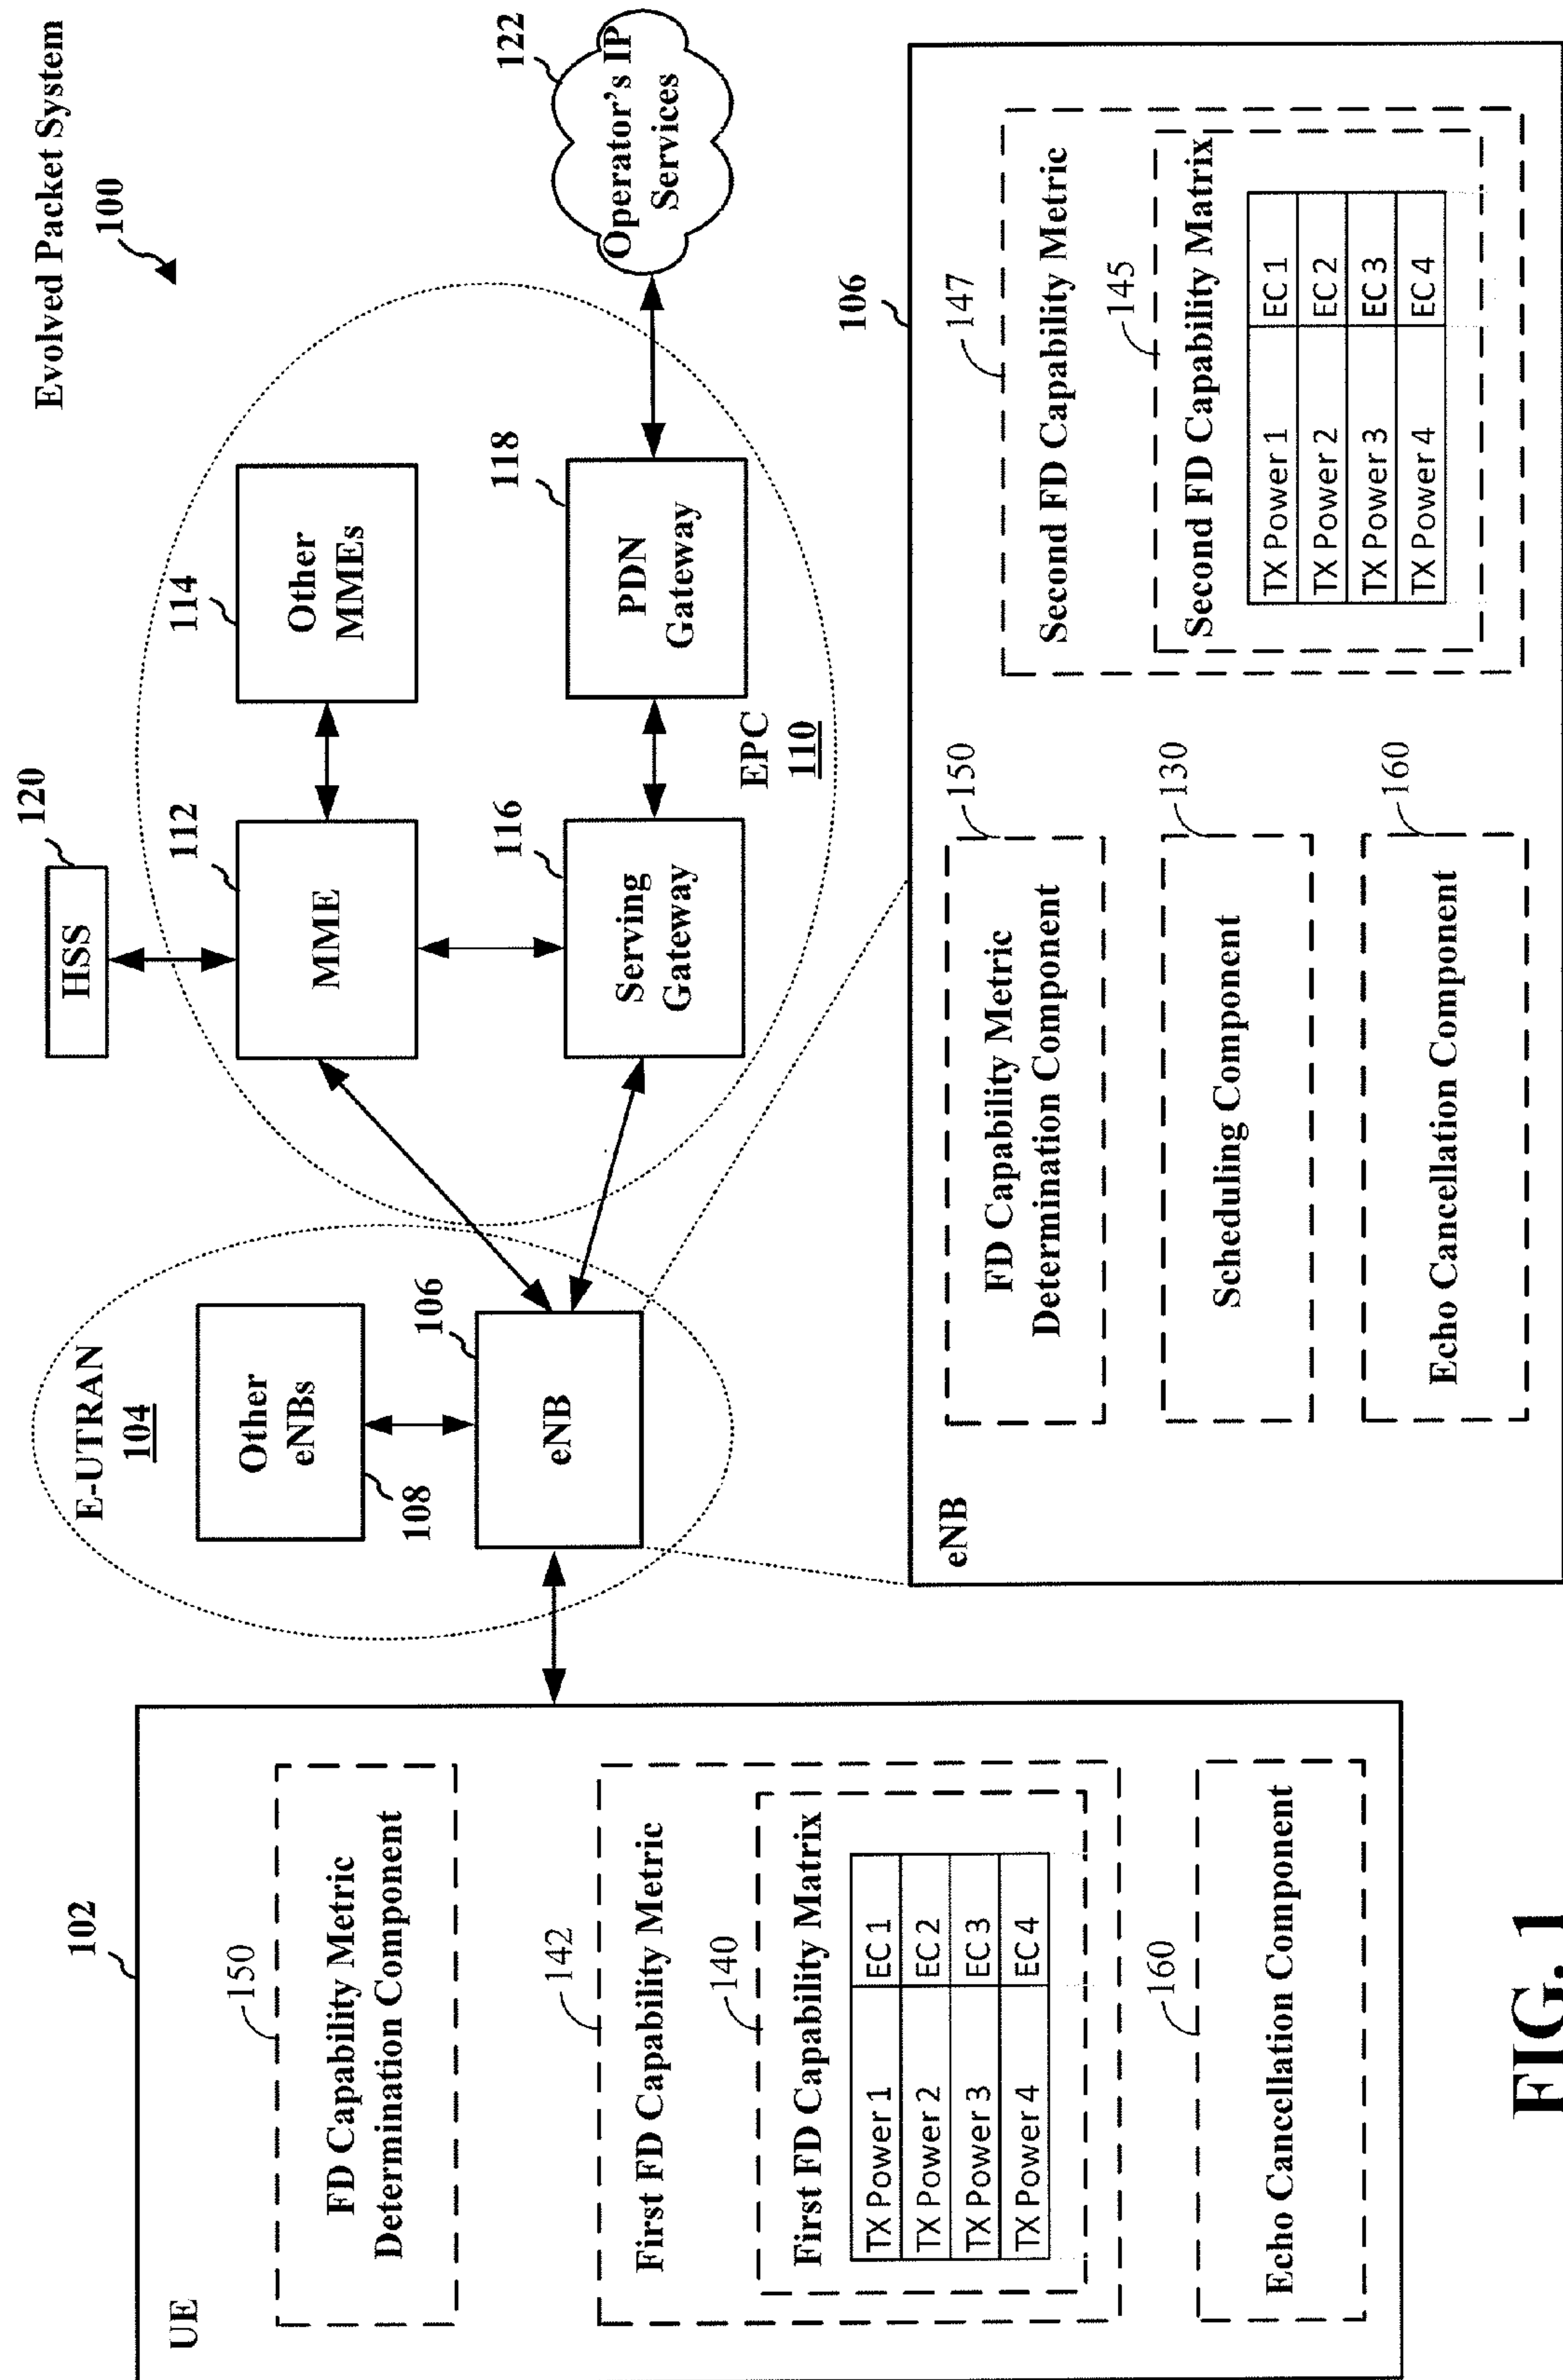 Evolved Packet System
100
102
UE
150
FD Capability Metric
Determination Component
142
First FD Capability Metric
140
First FD Capability Matrix
TX Power 1 EC 1
TX Power 2 EC 2
TX Power 3 EC 3
TX Power 4 EC 4
160
Echo Cancellation Component
E-UTRAN
104
Other
eNBs
108
106
eNB
120
HSS
112
MME
114
Other
MMEs
116
Serving
Gateway
118
PDN
Gateway
EPC
110
122
Operator's IP
Services
106
eNB
150
FD Capability Metric
Determination Component
130
Scheduling Component
160
Echo Cancellation Component
147
Second FD Capability Metric
145
Second FD Capability Matrix
TX Power 1 EC 1
TX Power 2 EC 2
TX Power 3 EC 3
TX Power 4 EC 4
FIG. 1